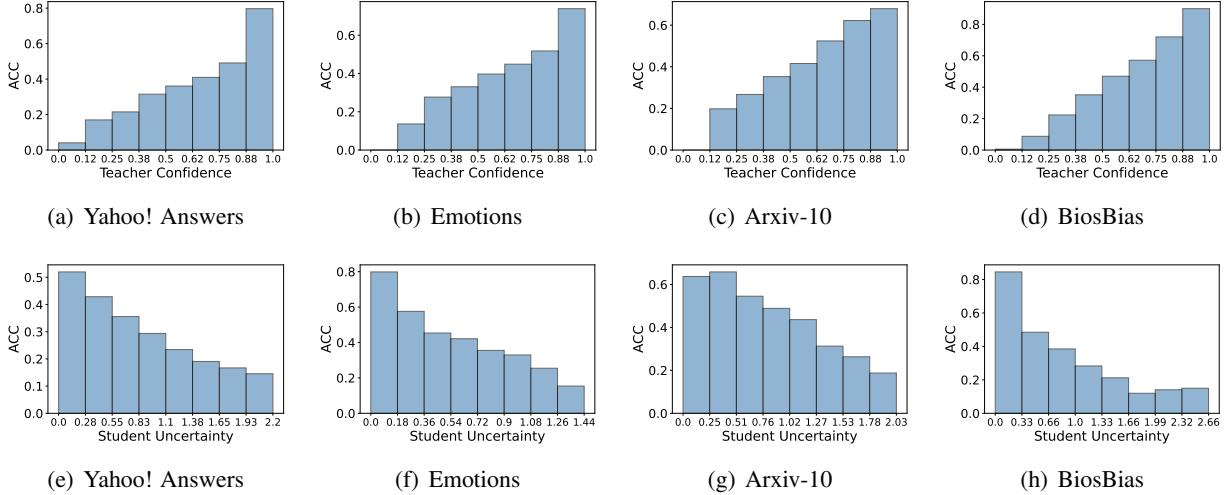 0.8
0.6
0.4
0.2
0.0
ACC
0.0 0.12 0.25 0.38 0.5 0.62 0.75 0.88 1.0
Teacher Confidence
(a) Yahoo! Answers
0.6
0.4
0.2
0.0
ACC
0.0 0.12 0.25 0.38 0.5 0.62 0.75 0.88 1.0
Teacher Confidence
(b) Emotions
0.6
0.4
0.2
0.0
ACC
0.0 0.12 0.25 0.38 0.5 0.62 0.75 0.88 1.0
Teacher Confidence
(c) Arxiv-10
0.8
0.6
0.4
0.2
0.0
ACC
0.0 0.12 0.25 0.38 0.5 0.62 0.75 0.88 1.0
Teacher Confidence
(d) BiosBias
0.5
0.4
0.3
0.2
0.1
0.0
ACC
0.0 0.28 0.55 0.83 1.1 1.38 1.65 1.93 2.2
Student Uncertainty
(e) Yahoo! Answers
0.8
0.6
0.4
0.2
0.0
ACC
0.0 0.18 0.36 0.54 0.72 0.9 1.08 1.26 1.44
Student Uncertainty
(f) Emotions
0.6
0.4
0.2
0.0
ACC
0.0 0.25 0.51 0.76 1.02 1.27 1.53 1.78 2.03
Student Uncertainty
(g) Arxiv-10
0.8
0.6
0.4
0.2
0.0
ACC
0.0 0.33 0.66 1.0 1.33 1.66 1.99 2.32 2.66
Student Uncertainty
(h) BiosBias